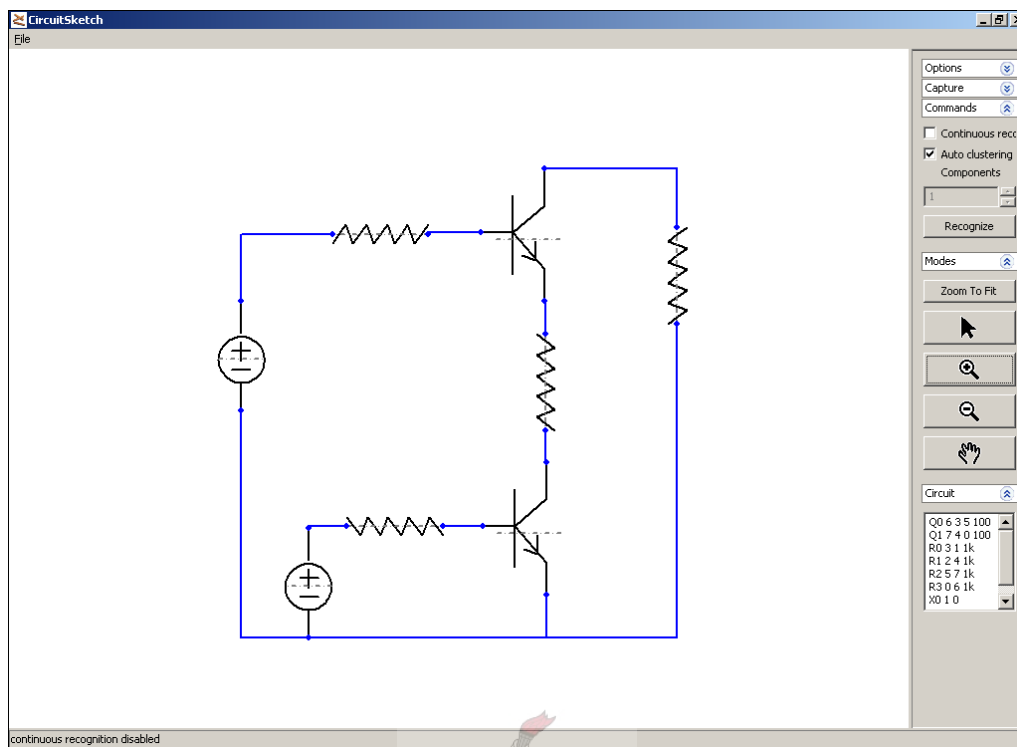 CircuitSketch
File
Options
Capture
Commands
Continuous reco
Auto clustering
Components
1
Recognize
Modes
Zoom To Fit
Circuit
Q0 6 3 5 100
Q1 7 4 0 100
R0 3 1 1k
R1 2 4 1k
R2 5 7 1k
R3 0 6 1k
X0 1 0
continuous recognition disabled